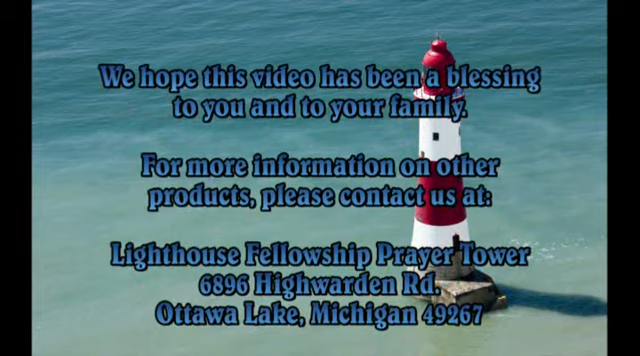 We hope this video has been a blessing
to you and to your family.
For more information on other
products, please contact us at:
Lighthouse Fellowship Prayer Tower
6896 Highwarden Rd.
Ottawa Lake, Michigan 49267